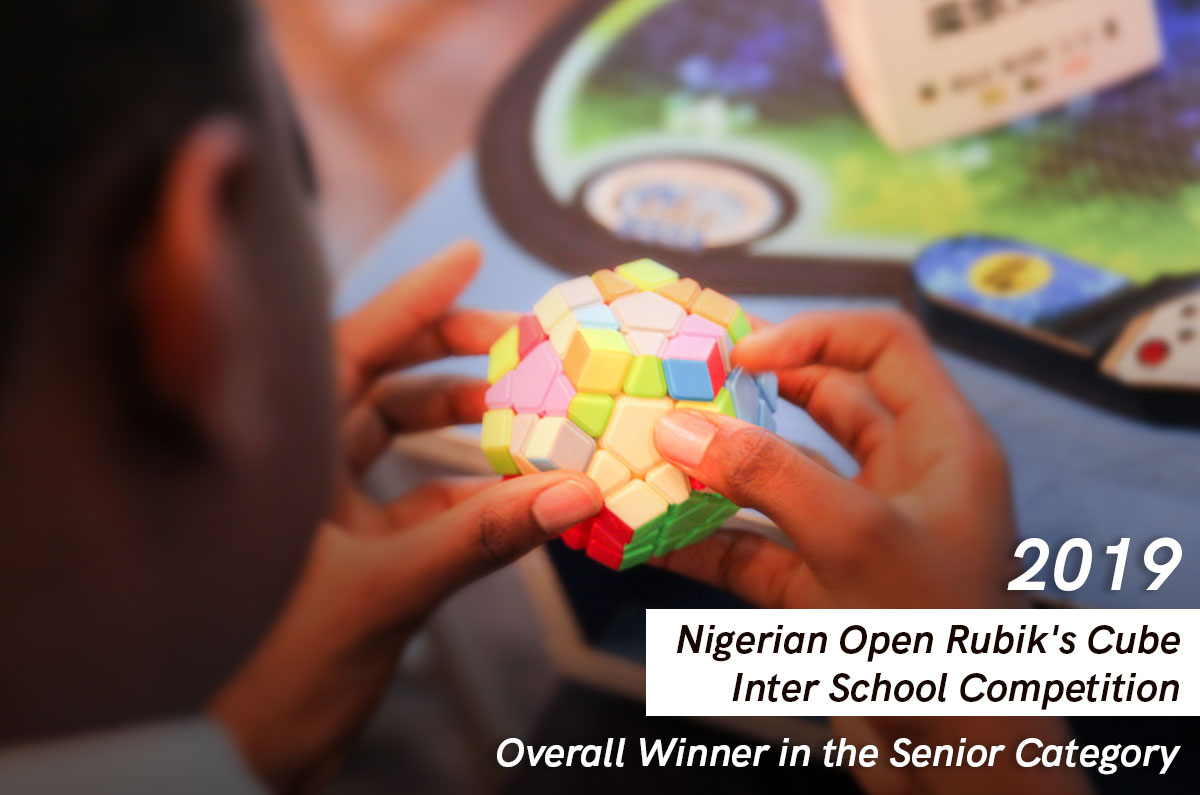 2019
Nigerian Open Rubik's Cube
Inter School Competition
Overall Winner in the Senior Category